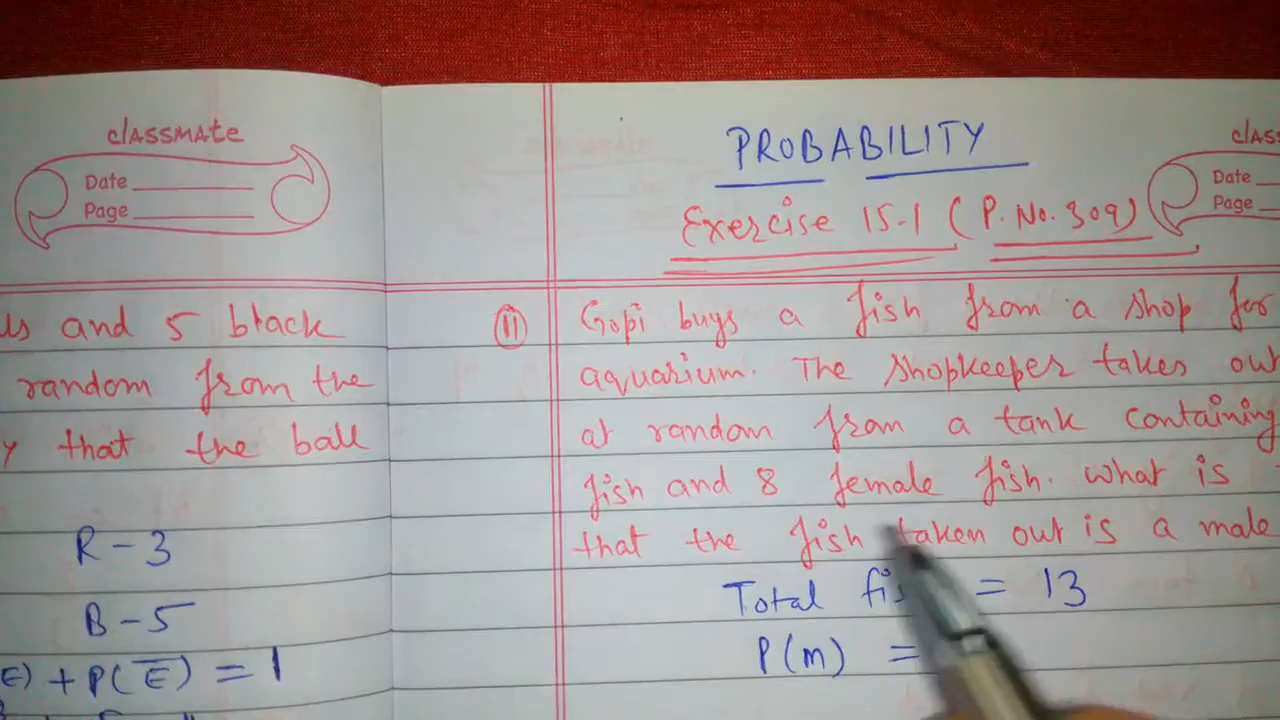 classmate
Date
Page
us and 5 black
random from the
y that the ball
R - 3
B - 5
E) + P(E̅) = 1
PROBABILITY
Exercise 15.1 (P. No. 309)
Date
Page
(11) Gopi buys a fish from a shop for
aquarium. The shopkeeper takes out
at random from a tank containing
fish and 8 female fish. What is
that the fish taken out is a male
Total = 13
P(m) =